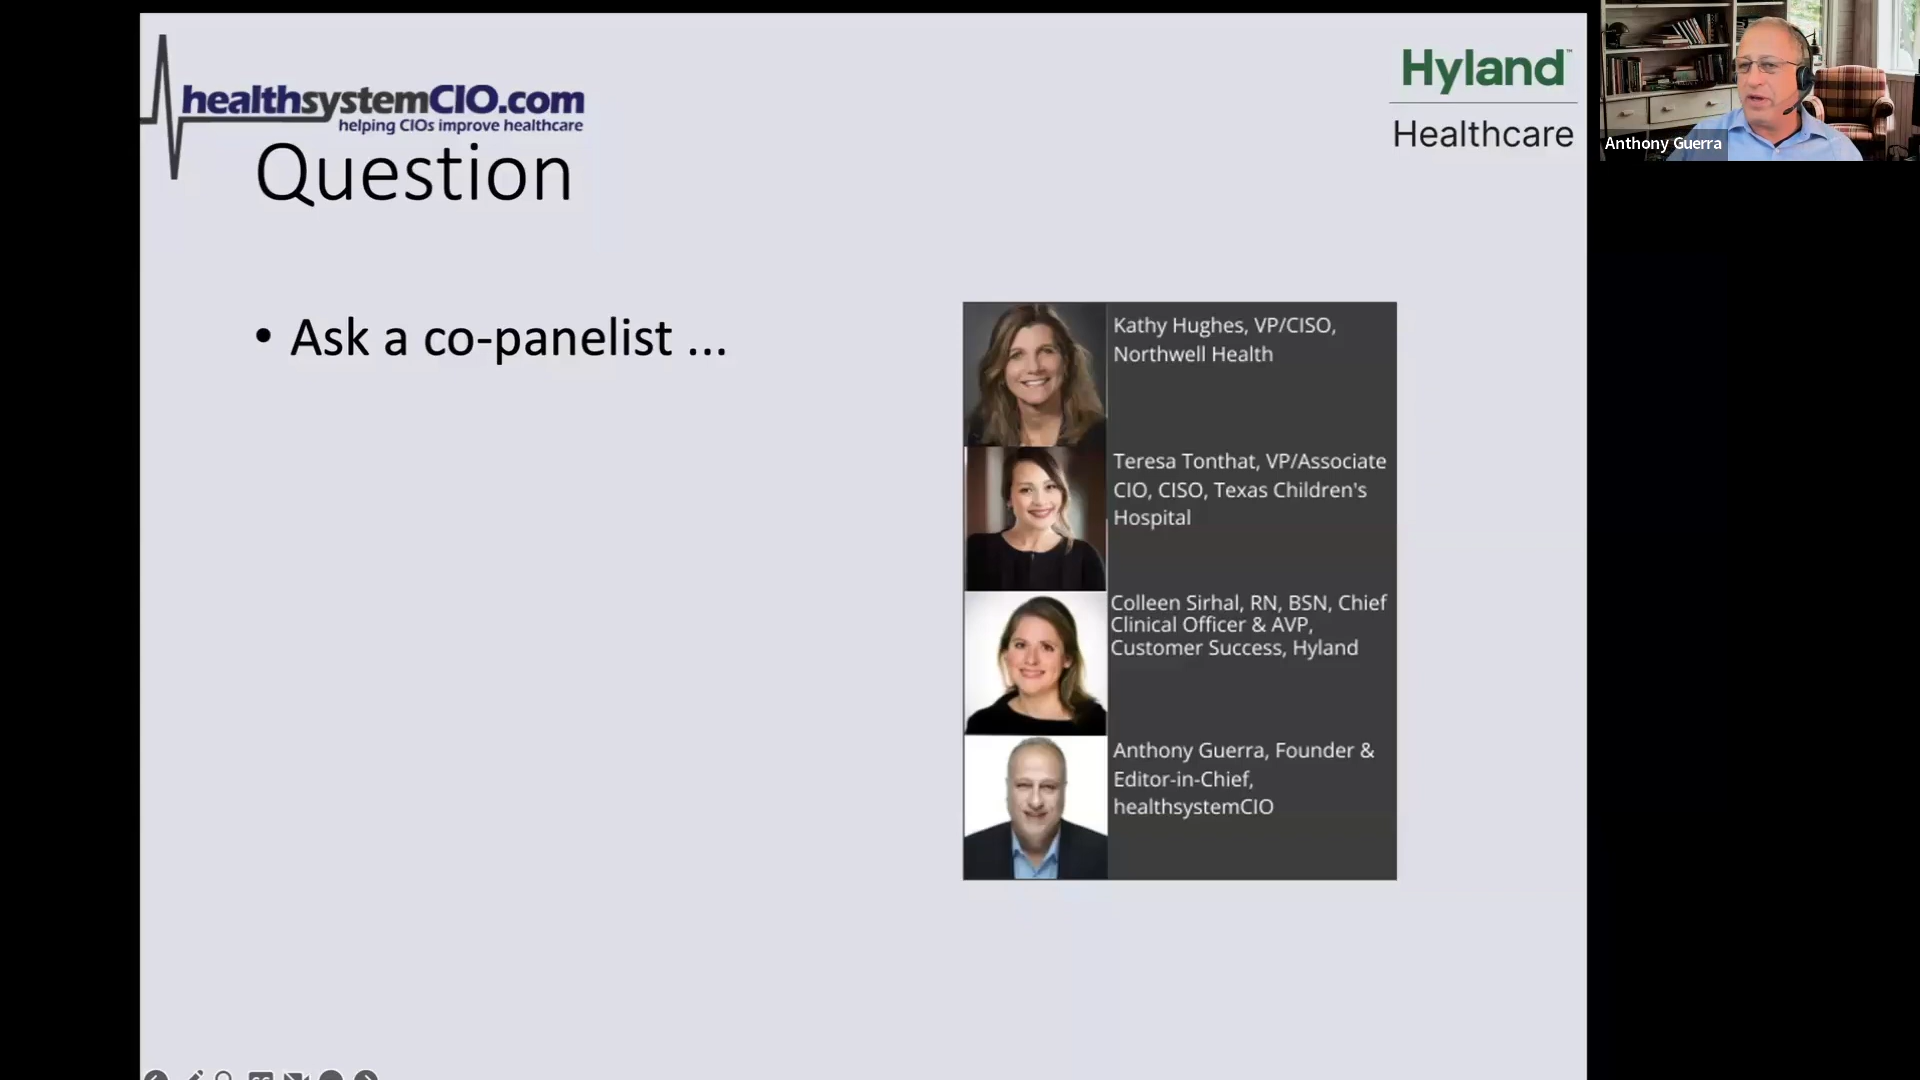 healthsystemCIO.com
helping CIOs improve healthcare
Question
Hyland™
Healthcare
Anthony Guerra
• Ask a co-panelist ...
Kathy Hughes, VP/CISO,
Northwell Health
Teresa Tonthat, VP/Associate
CIO, CISO, Texas Children's
Hospital
Colleen Sirhal, RN, BSN, Chief
Clinical Officer & AVP,
Customer Success, Hyland
Anthony Guerra, Founder &
Editor-in-Chief,
healthsystemCIO